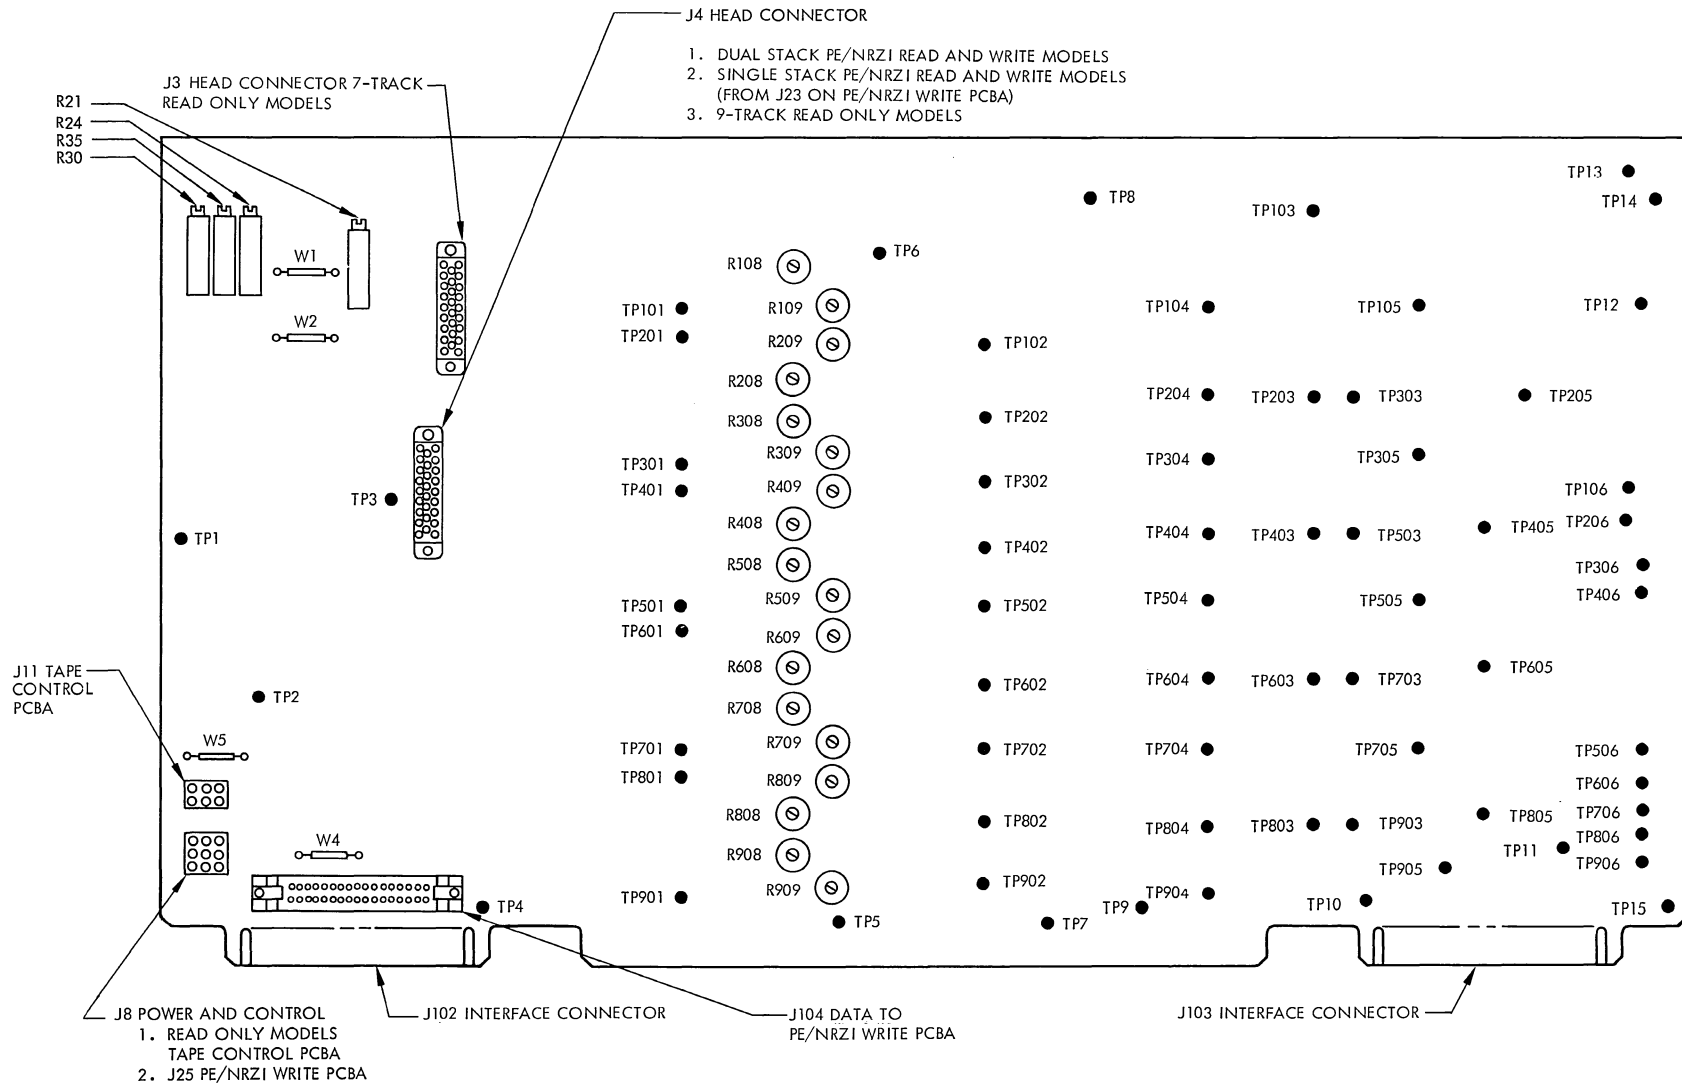 J4 HEAD CONNECTOR
1. DUAL STACK PE/NRZI READ AND WRITE MODELS
2. SINGLE STACK PE/NRZI READ AND WRITE MODELS
(FROM J23 ON PE/NRZI WRITE PCBA)
3. 9-TRACK READ ONLY MODELS
J3 HEAD CONNECTOR 7-TRACK
READ ONLY MODELS
R21
R24
R35
R30
TP13
TP14
TP8
TP103
TP6
W1
R108
TP101
R109
TP104
TP105
TP12
W2
TP201
R209
TP102
R208
TP204
TP203
TP303
TP205
R308
TP202
R309
TP301
TP304
TP305
TP302
TP401
R409
TP106
TP3
R408
TP206
TP405
TP1
TP404
TP403
TP503
TP402
R508
TP306
TP406
R509
TP501
TP502
TP504
TP505
TP601
R609
R608
TP605
J11 TAPE
CONTROL
PCBA
TP602
TP604
TP603
TP703
TP2
R708
W5
R709
TP701
TP702
TP704
TP705
TP506
TP801
R809
TP606
R808
TP706
TP805
TP802
TP804
TP803
TP903
TP806
W4
R908
TP11
TP906
TP905
R909
TP902
TP901
TP904
TP4
TP9
TP10
TP15
TP5
TP7
J8 POWER AND CONTROL
1. READ ONLY MODELS
TAPE CONTROL PCBA
2. J25 PE/NRZI WRITE PCBA
J102 INTERFACE CONNECTOR
J104 DATA TO
PE/NRZI WRITE PCBA
J103 INTERFACE CONNECTOR